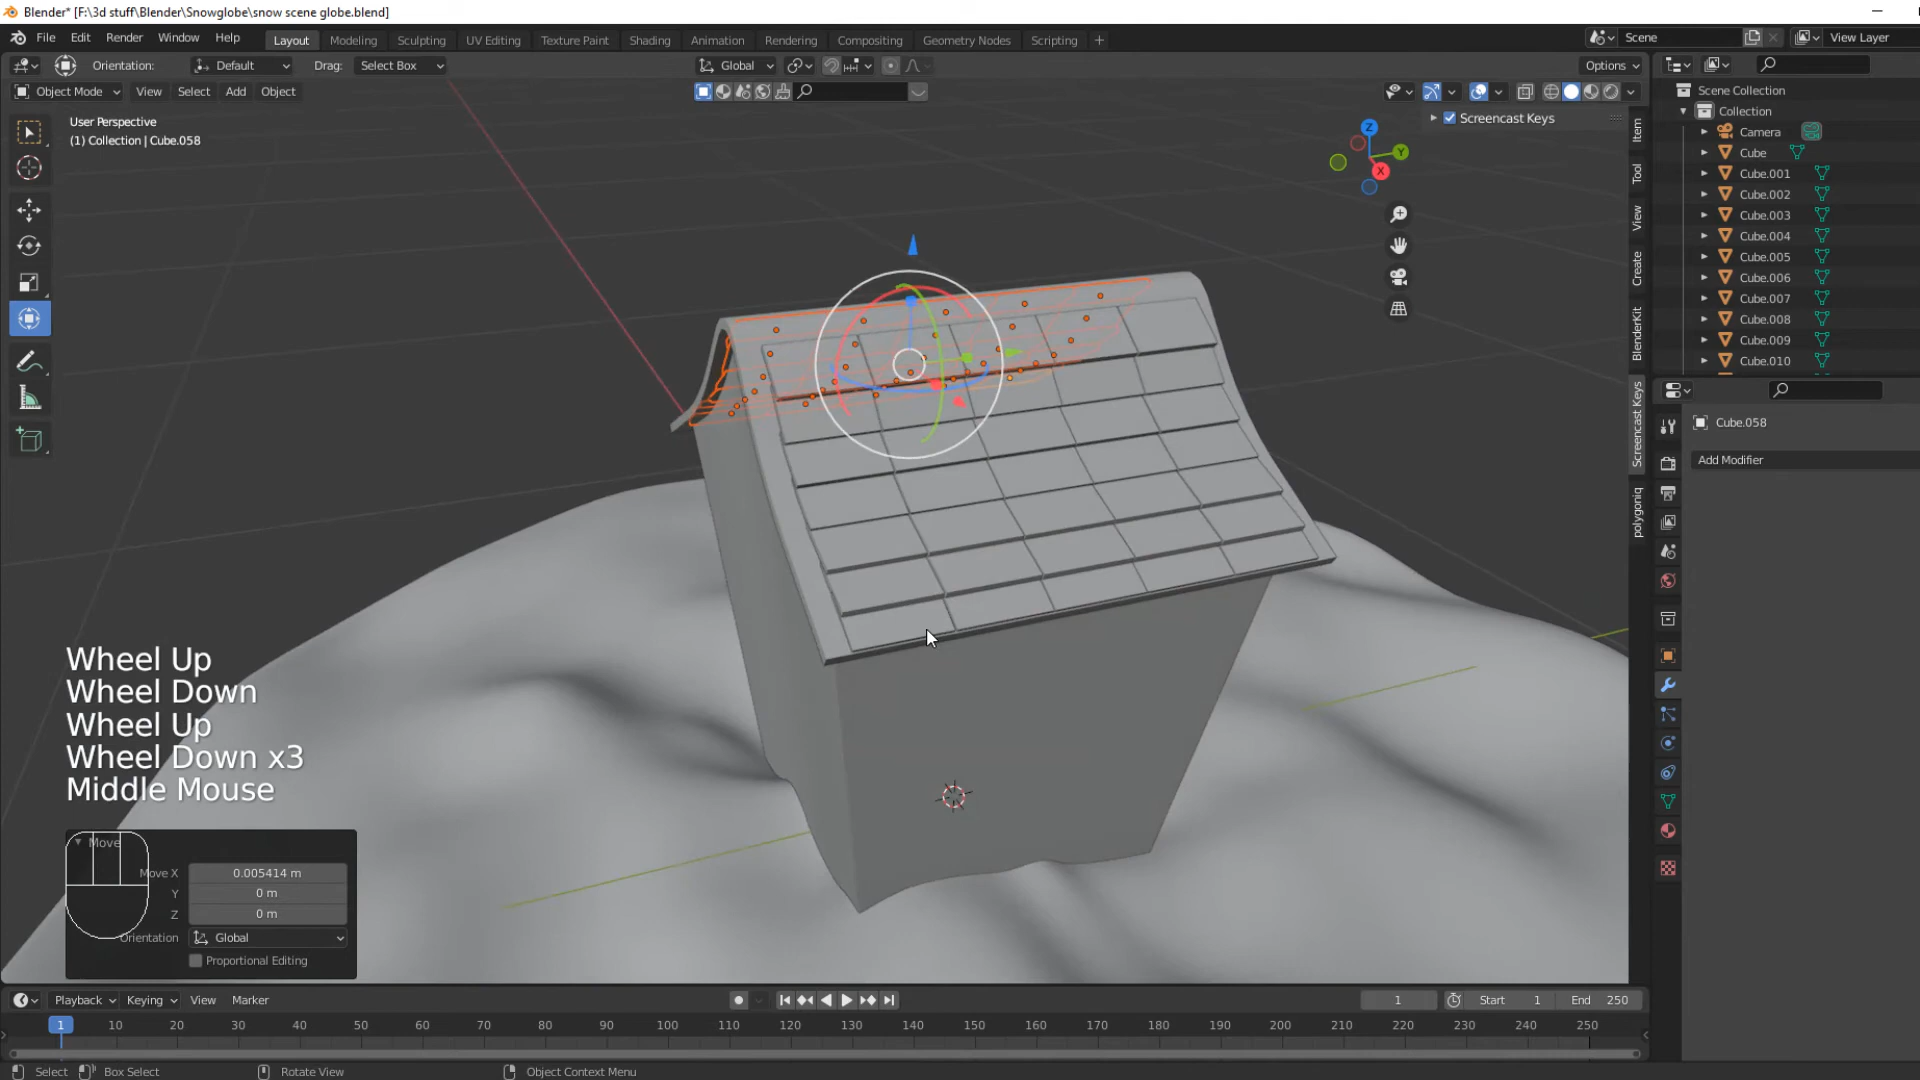 Blender* [F:\3d stuff\Blender\Snowglobe\snow scene globe.blend]
File Edit Render Window Help
Layout Modeling Sculpting UV Editing Texture Paint Shading Animation Rendering Compositing Geometry Nodes Scripting +
Scene
View Layer
Orientation: Default Drag: Select Box
Global
Options
Object Mode View Select Add Object
User Perspective
(1) Collection | Cube.058
Screencast Keys
Z
Y
X
Item
Tool
View
Create
BlenderKit
Screencast Keys
polygoniq
Scene Collection
Collection
Camera
Cube
Cube.001
Cube.002
Cube.003
Cube.004
Cube.005
Cube.006
Cube.007
Cube.008
Cube.009
Cube.010
Cube.058
Add Modifier
Wheel Up
Wheel Down
Wheel Up
Wheel Down x3
Middle Mouse
Move
Move X 0.005414 m
Y 0 m
Z 0 m
Orientation Global
Proportional Editing
Playback Keying View Marker
1 Start 1 End 250
1 10 20 30 40 50 60 70 80 90 100 110 120 130 140 150 160 170 180 190 200 210 220 230 240 250
Select Box Select Rotate View Object Context Menu